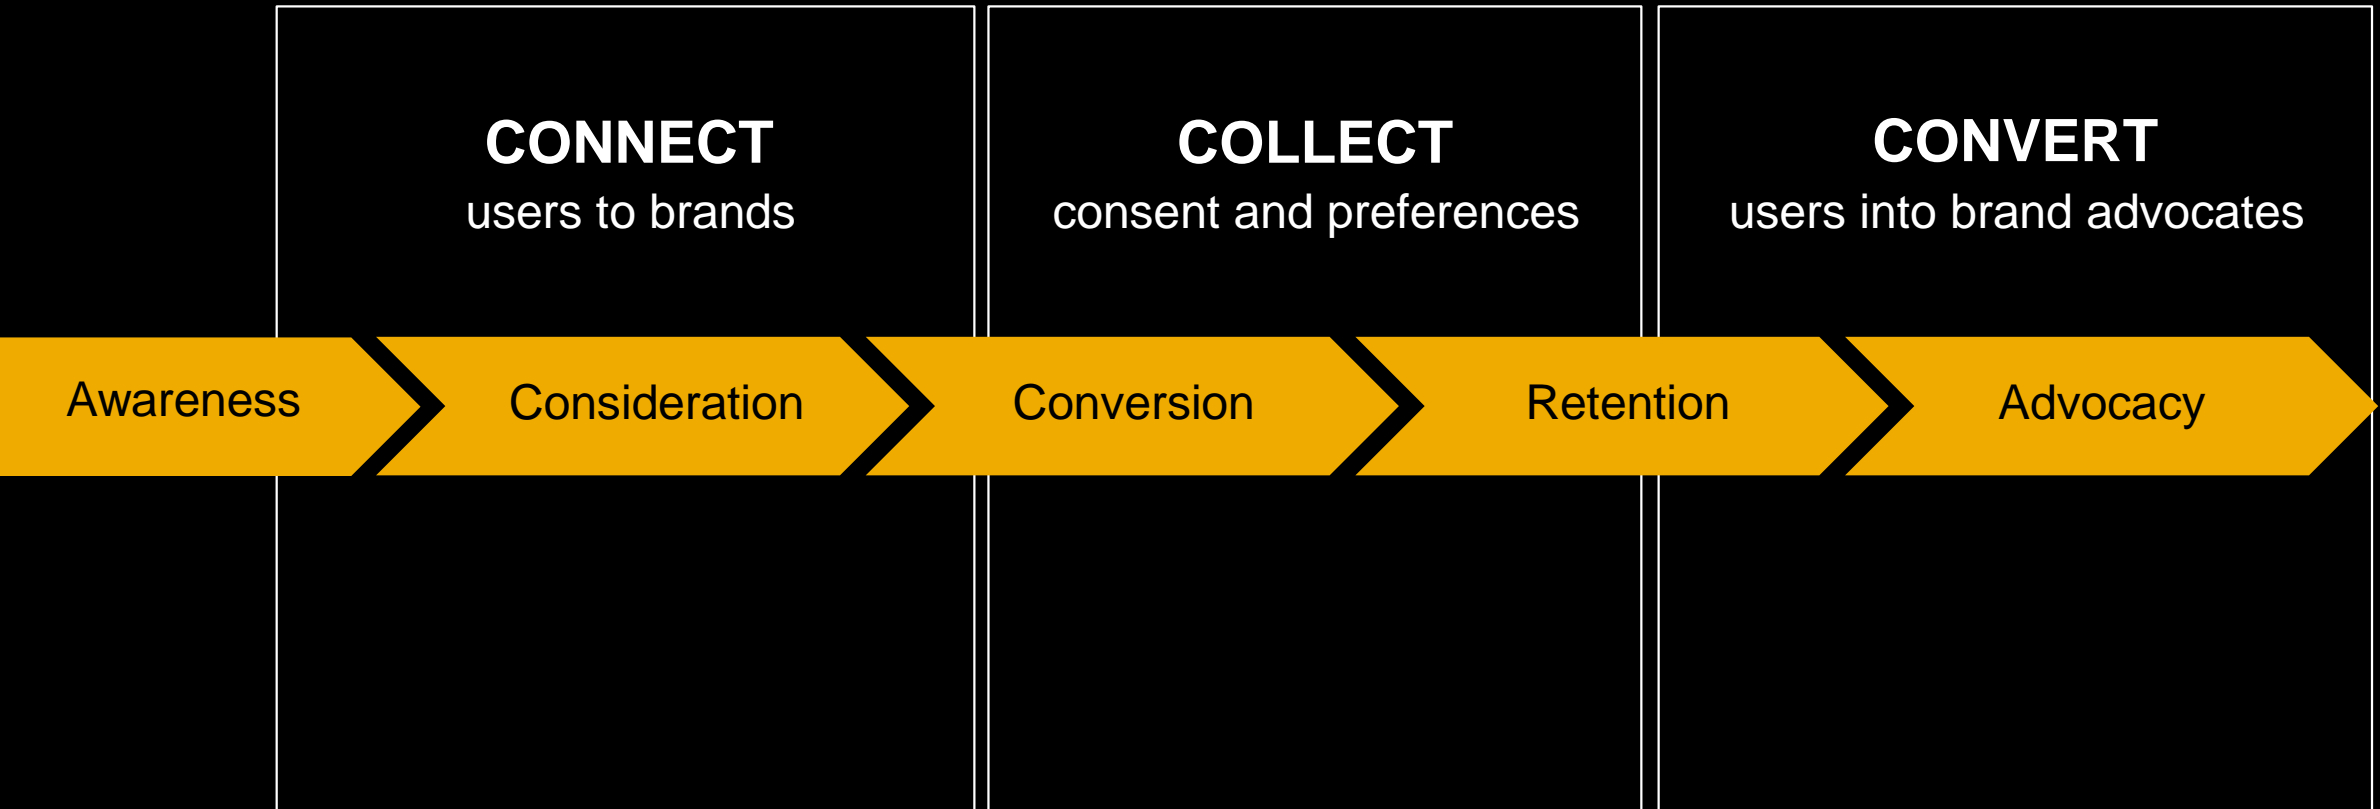 CONNECT
users to brands
COLLECT
consent and preferences
CONVERT
users into brand advocates
Awareness
Consideration
Conversion
Retention
Advocacy